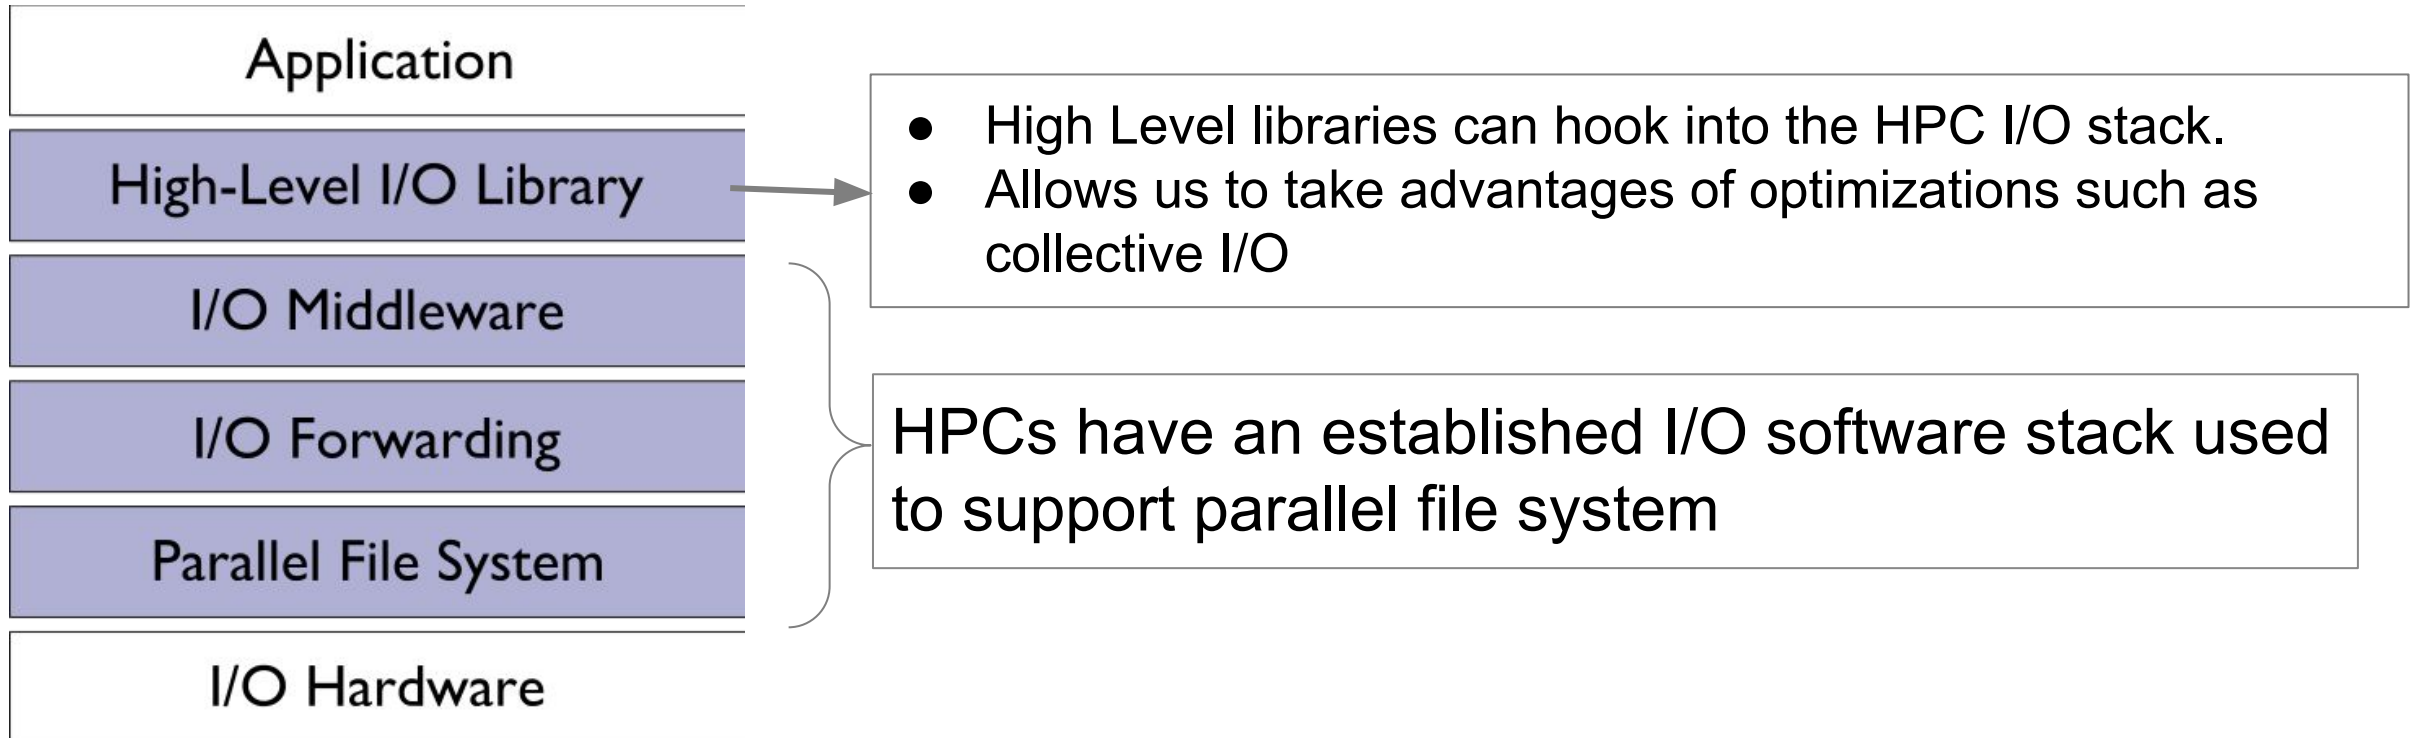 Application
High-Level I/O Library
I/O Middleware
I/O Forwarding
Parallel File System
I/O Hardware
● High Level libraries can hook into the HPC I/O stack.
● Allows us to take advantages of optimizations such as
collective I/O
HPCs have an established I/O software stack used
to support parallel file system